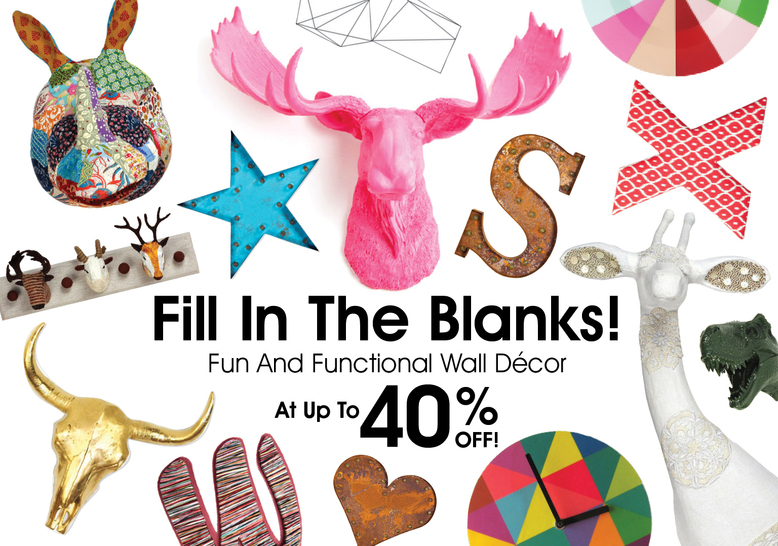 S
X
Fill In The Blanks!
Fun And Functional Wall Décor
At Up To 40% OFF!
W